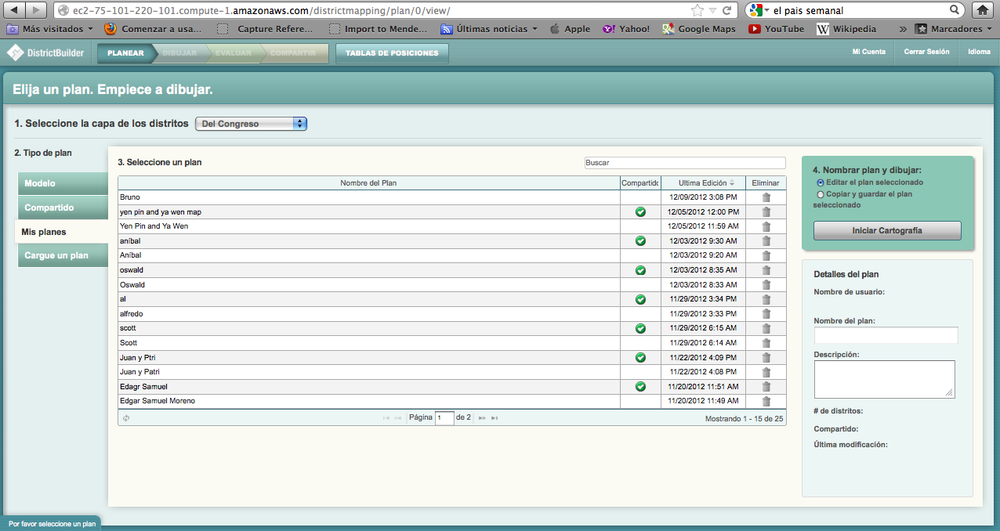 ec2-75-101-220-101.compute-1.amazonaws.com/districtmapping/plan/0/view/ el pais semanal
Más visitados Comenzar a usa... Capture Refere... Import to Mende... Últimas noticias Apple Yahoo! Google Maps YouTube Wikipedia » Marcadores
DistrictBuilder PLANEAR DIBUJAR EVALUAR COMPARTIR TABLAS DE POSICIONES Mi Cuenta Cerrar Sesión Idioma
Elija un plan. Empiece a dibujar.
1. Seleccione la capa de los distritos Del Congreso
2. Tipo de plan
Modelo
Compartido
Mis planes
Cargue un plan
3. Seleccione un plan Buscar
Nombre del Plan Compartido Ultima Edición Eliminar
Bruno 12/09/2012 3:08 PM
yen pin and ya wen map 12/05/2012 12:00 PM
Yen Pin and Ya Wen 12/05/2012 11:59 AM
aníbal 12/03/2012 9:30 AM
Aníbal 12/03/2012 9:20 AM
oswald 12/03/2012 8:35 AM
Oswald 12/03/2012 8:33 AM
al 11/29/2012 3:34 PM
alfredo 11/29/2012 3:33 PM
scott 11/29/2012 6:15 AM
Scott 11/29/2012 6:14 AM
Juan y Ptri 11/22/2012 4:09 PM
Juan y Patri 11/22/2012 4:08 PM
Edagr Samuel 11/20/2012 11:51 AM
Edgar Samuel Moreno 11/20/2012 11:49 AM
Página 1 de 2 Mostrando 1 - 15 de 25
4. Nombrar plan y dibujar:
Editar el plan seleccionado
Copiar y guardar el plan
seleccionado
Iniciar Cartografía
Detalles del plan
Nombre de usuario:
Nombre del plan:
Descripción:
# de distritos:
Compartido:
Última modificación:
Por favor seleccione un plan